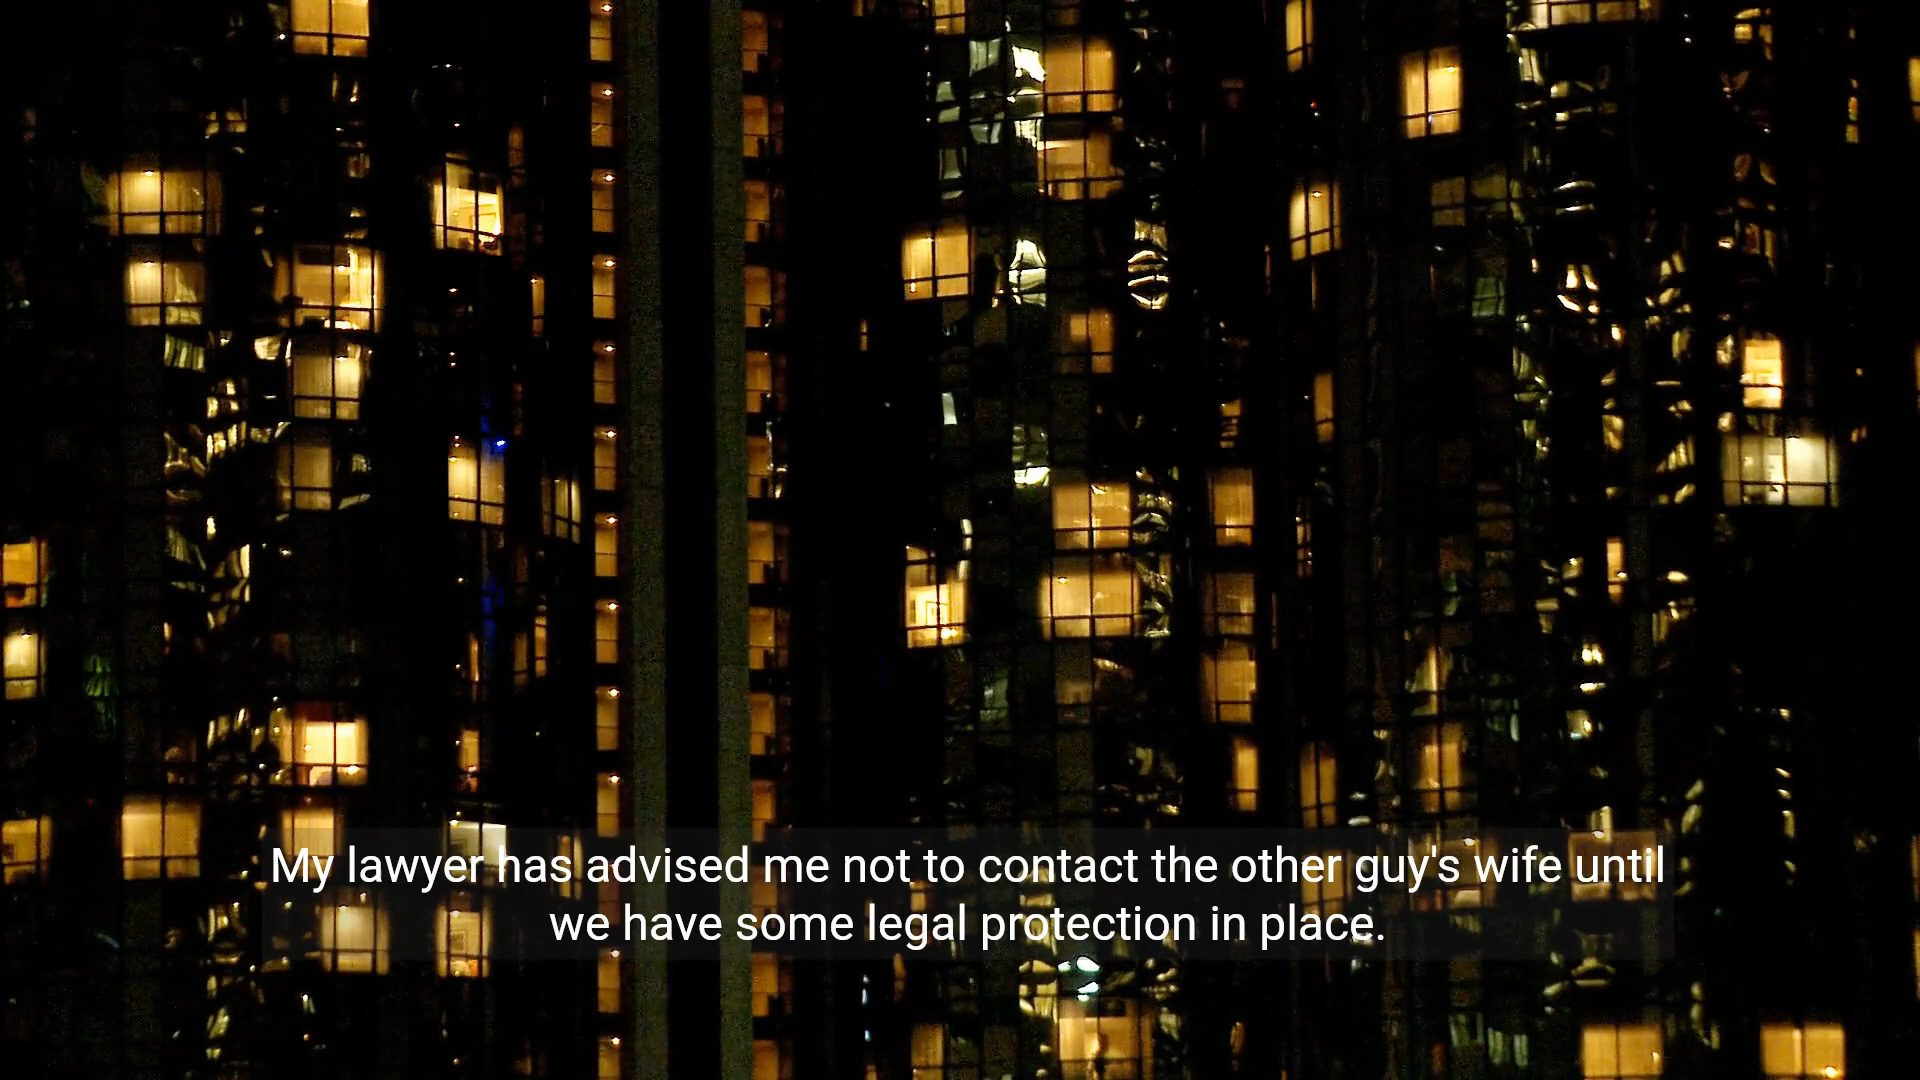 My lawyer has advised me not to contact the other guy's wife until
we have some legal protection in place.